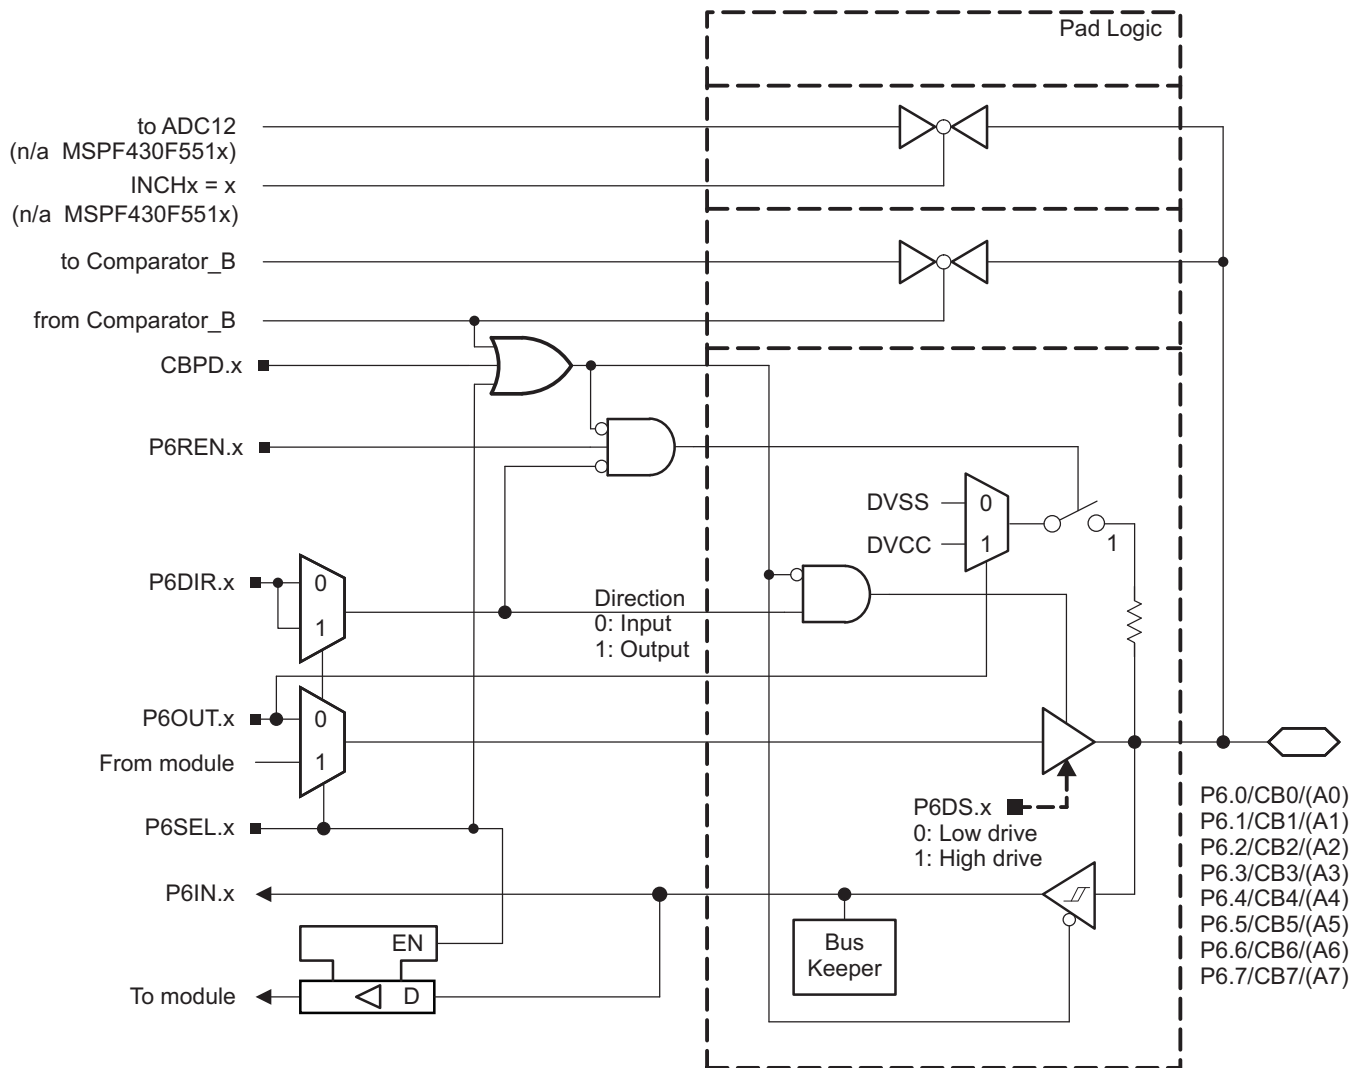 Pad Logic
to ADC12
(n/a MSPF430F551x)
INCHx = x
(n/a MSPF430F551x)
to Comparator_B
from Comparator_B
CBPD.x
P6REN.x
DVSS
0
DVCC
1
1
P6DIR.x
0
1
Direction
0: Input
1: Output
P6OUT.x
0
From module
1
P6SEL.x
P6DS.x
0: Low drive
1: High drive
P6IN.x
EN
Bus
Keeper
To module
D
P6.0/CB0/(A0)
P6.1/CB1/(A1)
P6.2/CB2/(A2)
P6.3/CB3/(A3)
P6.4/CB4/(A4)
P6.5/CB5/(A5)
P6.6/CB6/(A6)
P6.7/CB7/(A7)